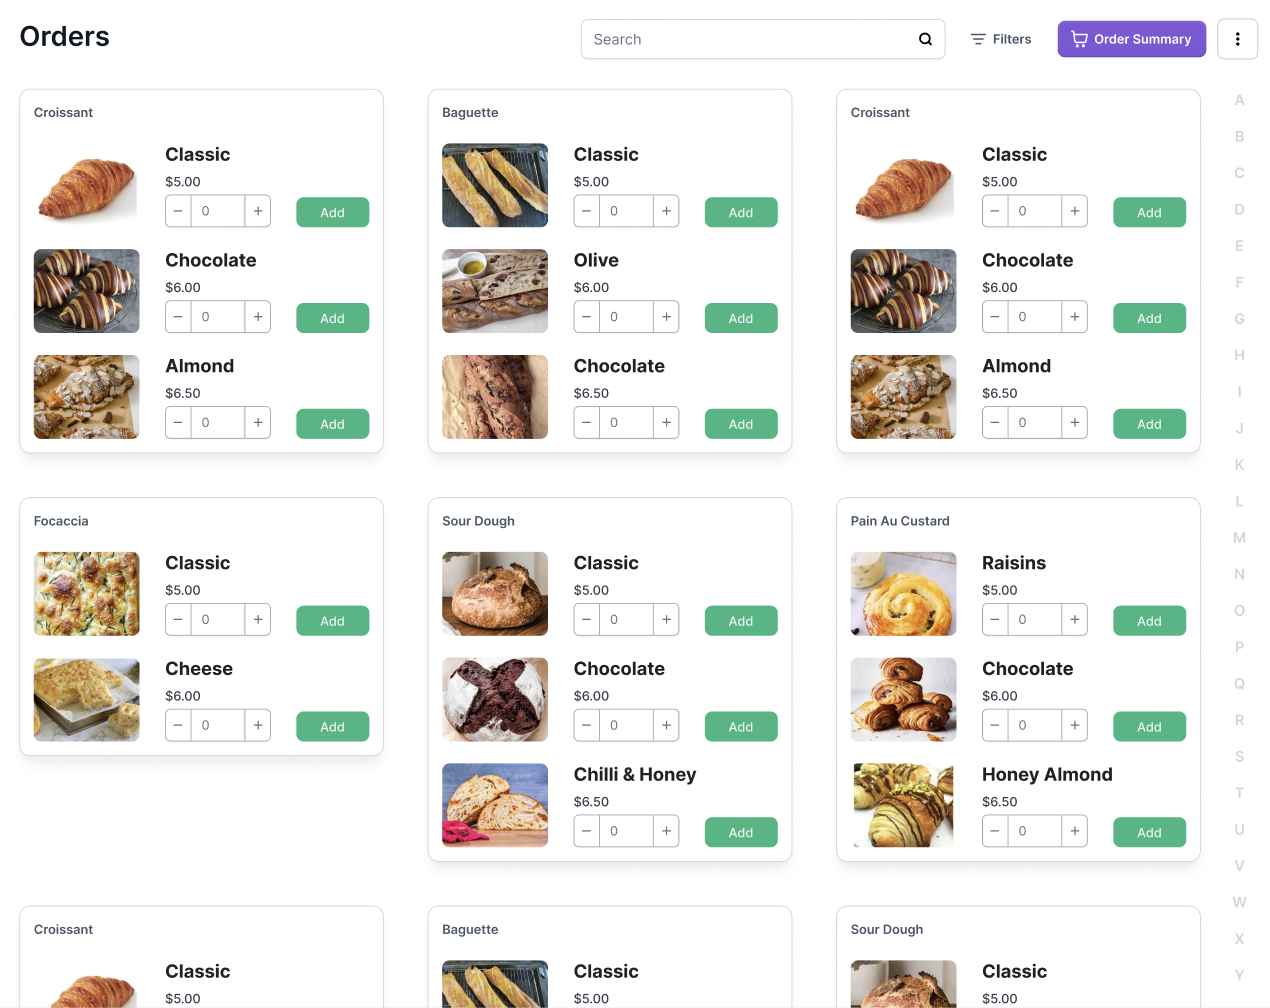 Orders
Search
Filters
Order Summary
Croissant
Classic
$5.00
− 0 +
Add
Chocolate
$6.00
− 0 +
Add
Almond
$6.50
− 0 +
Add
Baguette
Classic
$5.00
− 0 +
Add
Olive
$6.00
− 0 +
Add
Chocolate
$6.50
− 0 +
Add
Croissant
Classic
$5.00
− 0 +
Add
Chocolate
$6.00
− 0 +
Add
Almond
$6.50
− 0 +
Add
Focaccia
Classic
$5.00
− 0 +
Add
Cheese
$6.00
− 0 +
Add
Sour Dough
Classic
$5.00
− 0 +
Add
Chocolate
$6.00
− 0 +
Add
Chilli & Honey
$6.50
− 0 +
Add
Pain Au Custard
Raisins
$5.00
− 0 +
Add
Chocolate
$6.00
− 0 +
Add
Honey Almond
$6.50
− 0 +
Add
Croissant
Classic
$5.00
Baguette
Classic
$5.00
Sour Dough
Classic
$5.00
A
B
C
D
E
F
G
H
I
J
K
L
M
N
O
P
Q
R
S
T
U
V
W
X
Y